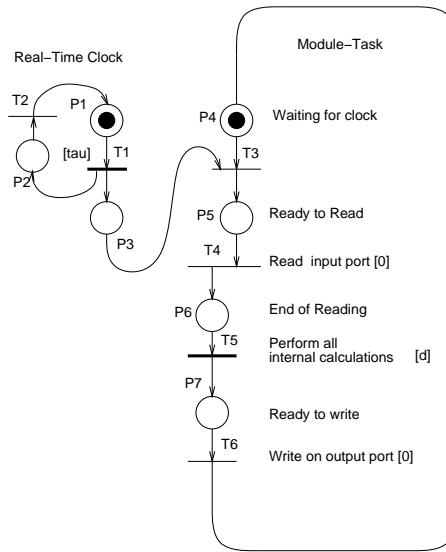 Module-Task
Real-Time Clock
T2
P1
P4
Waiting for clock
[tau]
T1
T3
P2
P5
Ready to Read
P3
T4
Read input port [0]
P6
End of Reading
T5
Perform all
internal calculations [d]
P7
Ready to write
T6
Write on output port [0]